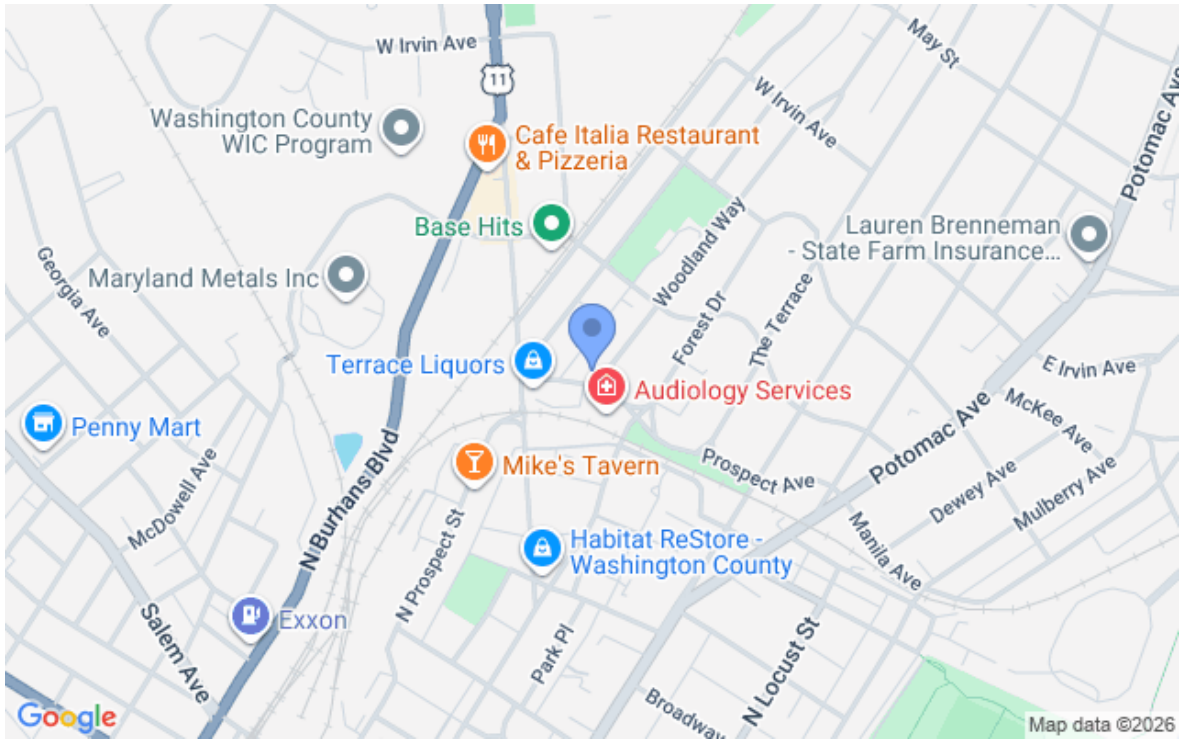 W Irvin Ave
May St
11
Potomac Ave
W Irvin Ave
Washington County
WIC Program
Cafe Italia Restaurant
& Pizzeria
Base Hits
Woodland Way
Lauren Brenneman
- State Farm Insurance...
Georgia Ave
Maryland Metals Inc
Forest Dr
The Terrace
Terrace Liquors
E Irvin Ave
Audiology Services
McKee Ave
Penny Mart
Potomac Ave
Mike's Tavern
Prospect Ave
McDowell Ave
N Burhans Blvd
Dewey Ave
Mulberry Ave
Habitat ReStore -
Washington County
Manila Ave
N Prospect St
Exxon
Salem Ave
Park Pl
N Locust St
Broadway
Google
Map data ©2026